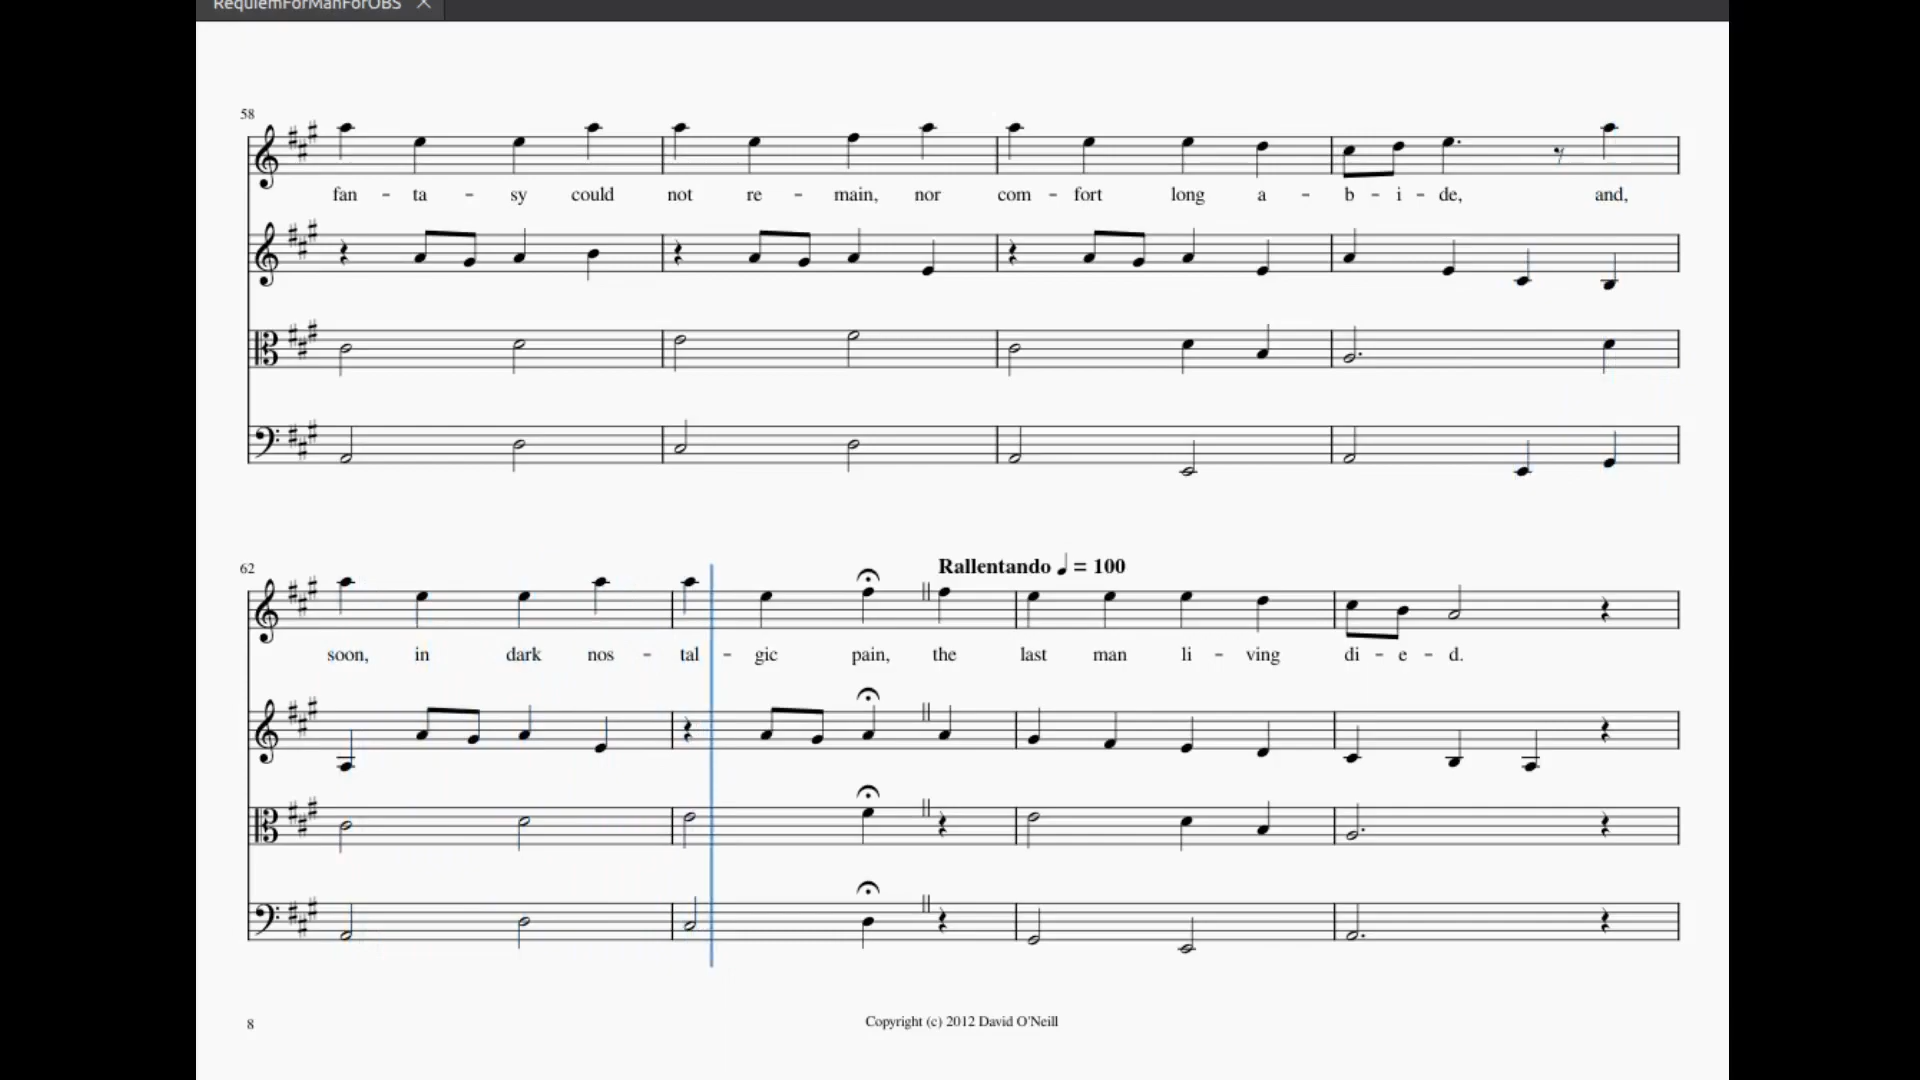 RequiemForManForOBS
58
fan - ta - sy could not re - main, nor com - fort long a - b - i - de, and,
62
Rallentando ♩ = 100
soon, in dark nos - tal - gic pain, the last man li - ving di - e - d.
8
Copyright (c) 2012 David O'Neill